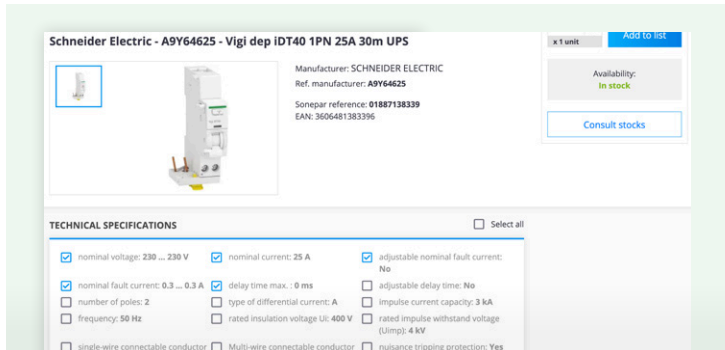 Schneider Electric - A9Y64625 - Vigi dep iDT40 1PN 25A 30m UPS
x 1 unit
Add to list
Manufacturer: SCHNEIDER ELECTRIC
Ref. manufacturer: A9Y64625
Sonepar reference: 01887138339
EAN: 3606481383396
Availability:
In stock
Consult stocks
TECHNICAL SPECIFICATIONS
Select all
nominal voltage: 230 ... 230 V
nominal current: 25 A
adjustable nominal fault current:
No
nominal fault current: 0.3 ... 0.3 A
delay time max. : 0 ms
adjustable delay time: No
number of poles: 2
type of differential current: A
impulse current capacity: 3 kA
frequency: 50 Hz
rated insulation voltage Ui: 400 V
rated impulse withstand voltage
(Uimp): 4 kV
single-wire connectable conductor
Multi-wire connectable conductor
nuisance tripping protection: Yes